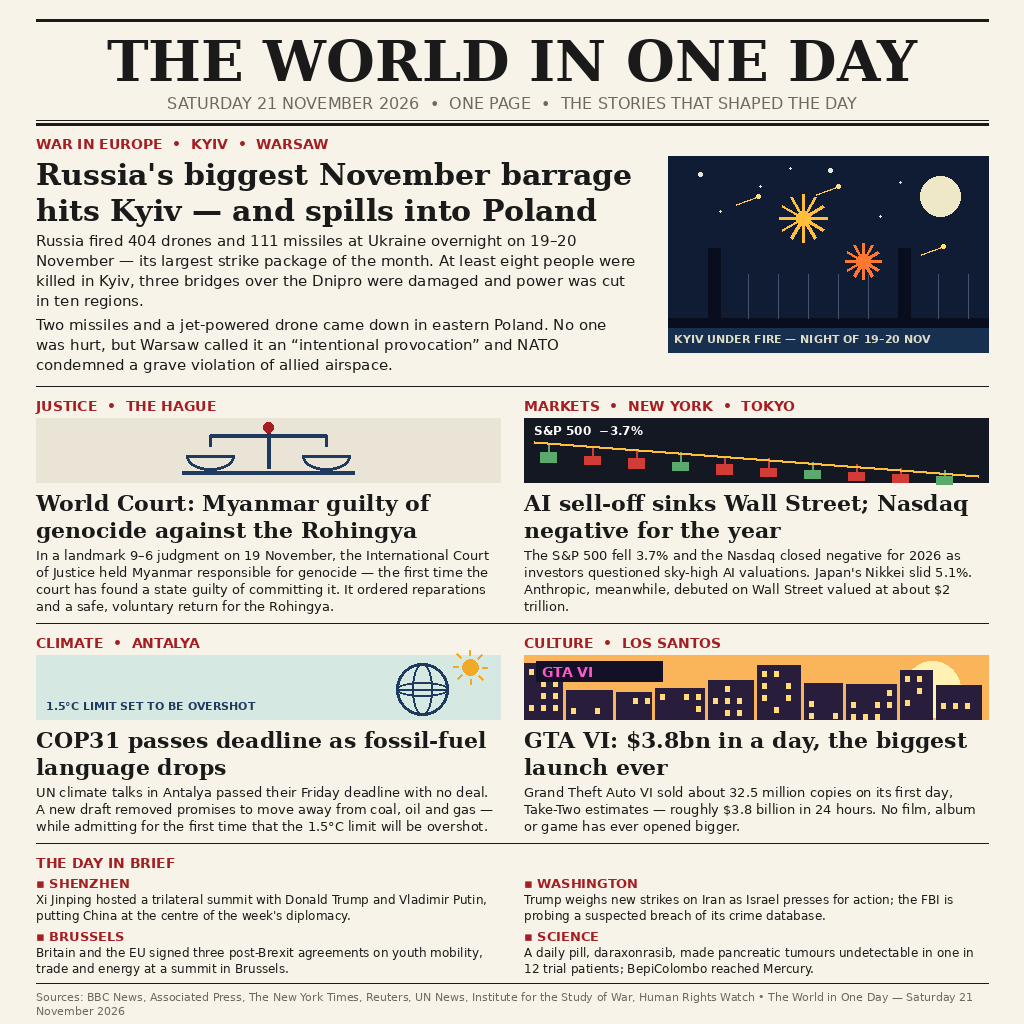 THE WORLD IN ONE DAY
SATURDAY 21 NOVEMBER 2026 • ONE PAGE • THE STORIES THAT SHAPED THE DAY
WAR IN EUROPE • KYIV • WARSAW
Russia's biggest November barrage
hits Kyiv — and spills into Poland
Russia fired 404 drones and 111 missiles at Ukraine overnight on 19–20
November — its largest strike package of the month. At least eight people were
killed in Kyiv, three bridges over the Dnipro were damaged and power was cut
in ten regions.
Two missiles and a jet-powered drone came down in eastern Poland. No one
was hurt, but Warsaw called it an “intentional provocation” and NATO
condemned a grave violation of allied airspace.
KYIV UNDER FIRE — NIGHT OF 19–20 NOV
JUSTICE • THE HAGUE
World Court: Myanmar guilty of
genocide against the Rohingya
In a landmark 9–6 judgment on 19 November, the International Court
of Justice held Myanmar responsible for genocide — the first time the
court has found a state guilty of committing it. It ordered reparations
and a safe, voluntary return for the Rohingya.
MARKETS • NEW YORK • TOKYO
S&P 500 −3.7%
AI sell-off sinks Wall Street; Nasdaq
negative for the year
The S&P 500 fell 3.7% and the Nasdaq closed negative for 2026 as
investors questioned sky-high AI valuations. Japan's Nikkei slid 5.1%.
Anthropic, meanwhile, debuted on Wall Street valued at about $2
trillion.
CLIMATE • ANTALYA
1.5°C LIMIT SET TO BE OVERSHOT
COP31 passes deadline as fossil-fuel
language drops
UN climate talks in Antalya passed their Friday deadline with no deal.
A new draft removed promises to move away from coal, oil and gas —
while admitting for the first time that the 1.5°C limit will be overshot.
CULTURE • LOS SANTOS
GTA VI
GTA VI: $3.8bn in a day, the biggest
launch ever
Grand Theft Auto VI sold about 32.5 million copies on its first day,
Take-Two estimates — roughly $3.8 billion in 24 hours. No film, album
or game has ever opened bigger.
THE DAY IN BRIEF
■ SHENZHEN
Xi Jinping hosted a trilateral summit with Donald Trump and Vladimir Putin,
putting China at the centre of the week's diplomacy.
■ BRUSSELS
Britain and the EU signed three post-Brexit agreements on youth mobility,
trade and energy at a summit in Brussels.
■ WASHINGTON
Trump weighs new strikes on Iran as Israel presses for action; the FBI is
probing a suspected breach of its crime database.
■ SCIENCE
A daily pill, daraxonrasib, made pancreatic tumours undetectable in one in
12 trial patients; BepiColombo reached Mercury.
Sources: BBC News, Associated Press, The New York Times, Reuters, UN News, Institute for the Study of War, Human Rights Watch • The World in One Day — Saturday 21
November 2026